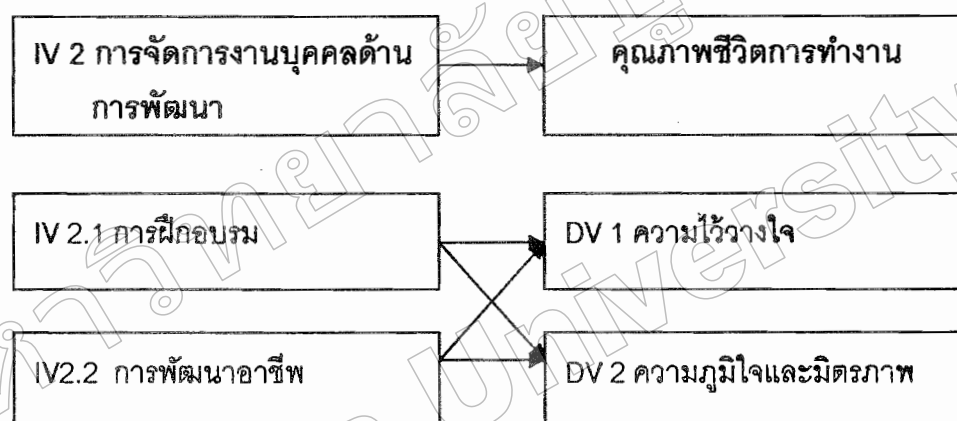 IV 2 การจัดการงานบุคคลด้าน
การพัฒนา
คุณภาพชีวิตการทำงาน
IV 2.1 การฝึกอบรม
DV 1 ความไว้วางใจ
IV2.2 การพัฒนาอาชีพ
DV 2 ความภูมิใจและมิตรภาพ
University